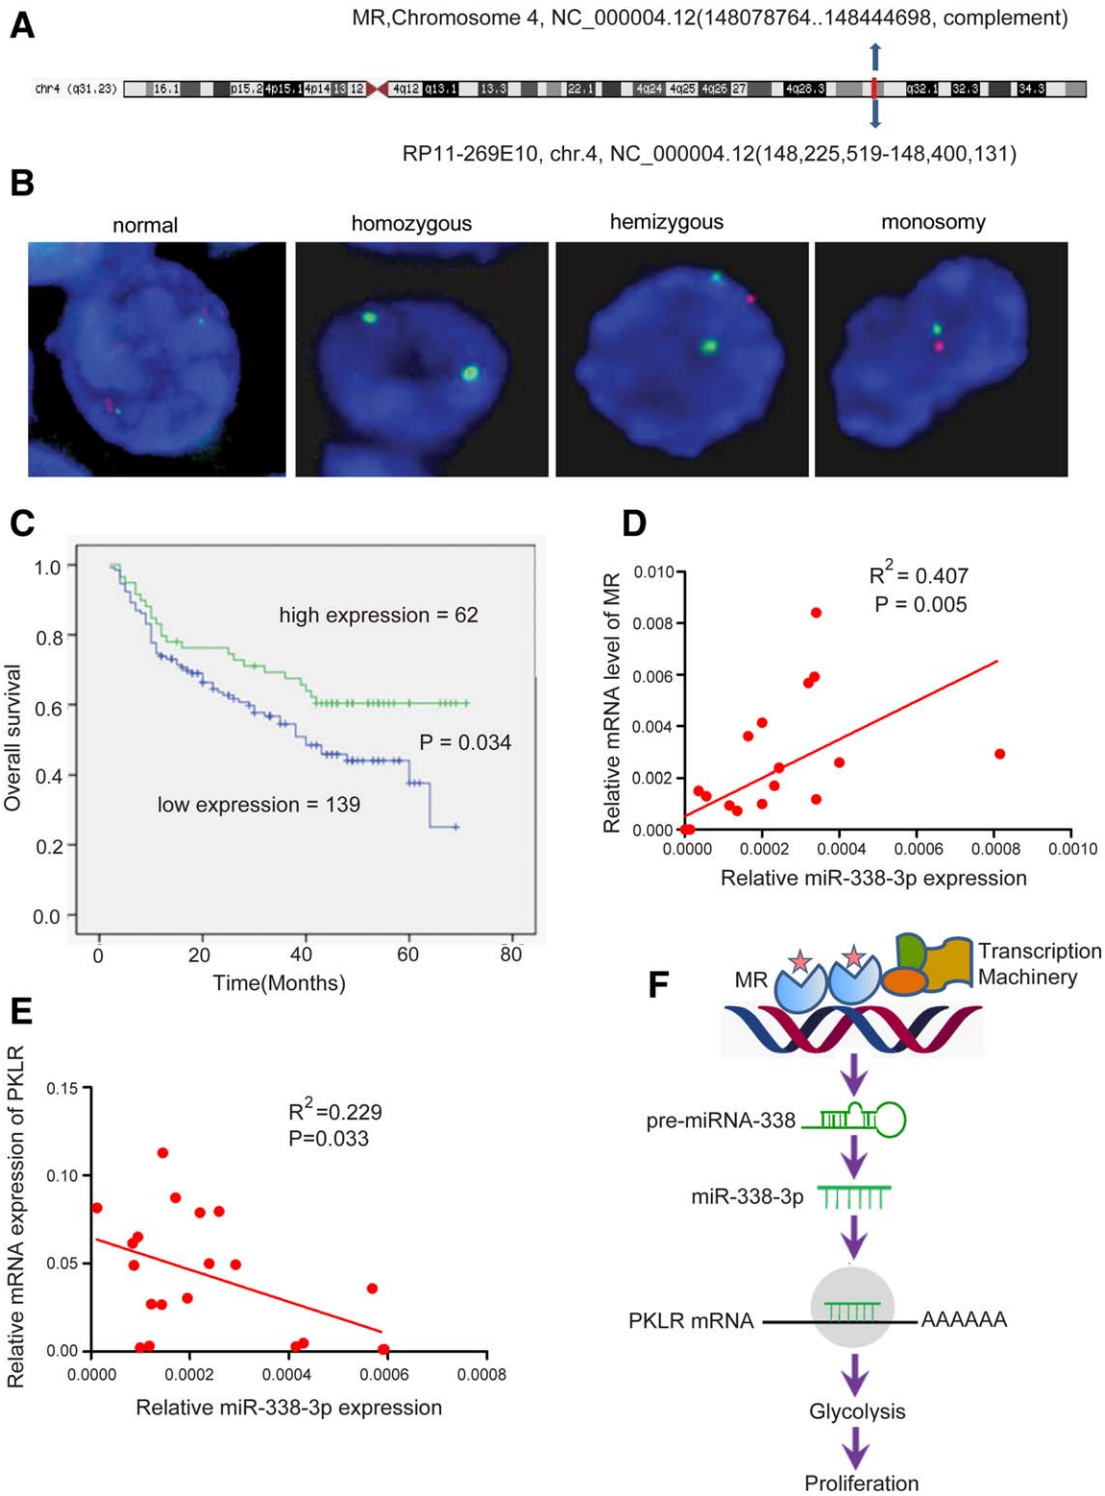 A
MR,Chromosome 4, NC_000004.12(148078764..148444698, complement)
chr4 (q31.23) 16.1 p15.2 4p15.1 4p14 13 12 4q12 q13.1 13.3 22.1 4q24 4q25 4q26 27 4q28.3 q32.1 32.3 34.3
RP11-269E10, chr.4, NC_000004.12(148,225,519-148,400,131)
B
normal homozygous hemizygous monosomy
C
Overall survival
1.0
0.8
0.6
0.4
0.2
0.0
high expression = 62
P = 0.034
low expression = 139
0 20 40 60 80
Time(Months)
D
Relative mRNA level of MR
0.010
0.008
0.006
0.004
0.002
0.000
R2 = 0.407
P = 0.005
0.0000 0.0002 0.0004 0.0006 0.0008 0.0010
Relative miR-338-3p expression
E
Relative mRNA expression of PKLR
0.15
0.10
0.05
0.00
R2=0.229
P=0.033
0.0000 0.0002 0.0004 0.0006 0.0008
Relative miR-338-3p expression
F
MR
Transcription
Machinery
pre-miRNA-338
miR-338-3p
PKLR mRNA AAAAAA
Glycolysis
Proliferation